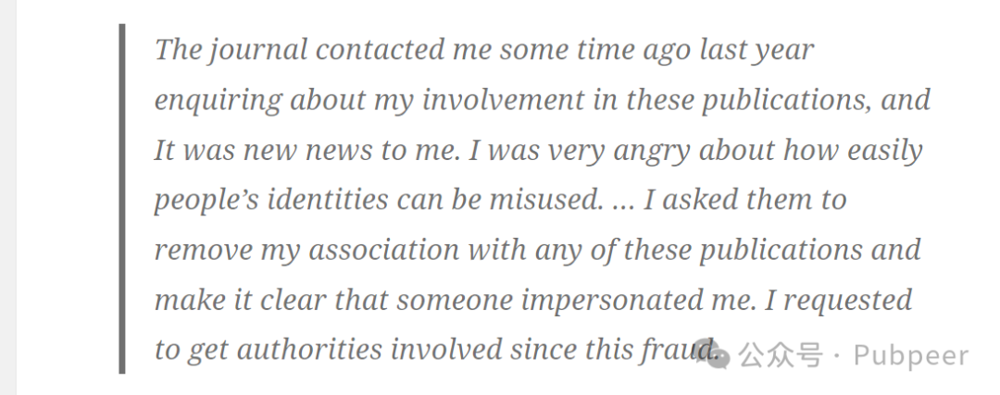 The journal contacted me some time ago last year
enquiring about my involvement in these publications, and
It was new news to me. I was very angry about how easily
people’s identities can be misused. … I asked them to
remove my association with any of these publications and
make it clear that someone impersonated me. I requested
to get authorities involved since this fraud.
公众号 · Pubpeer